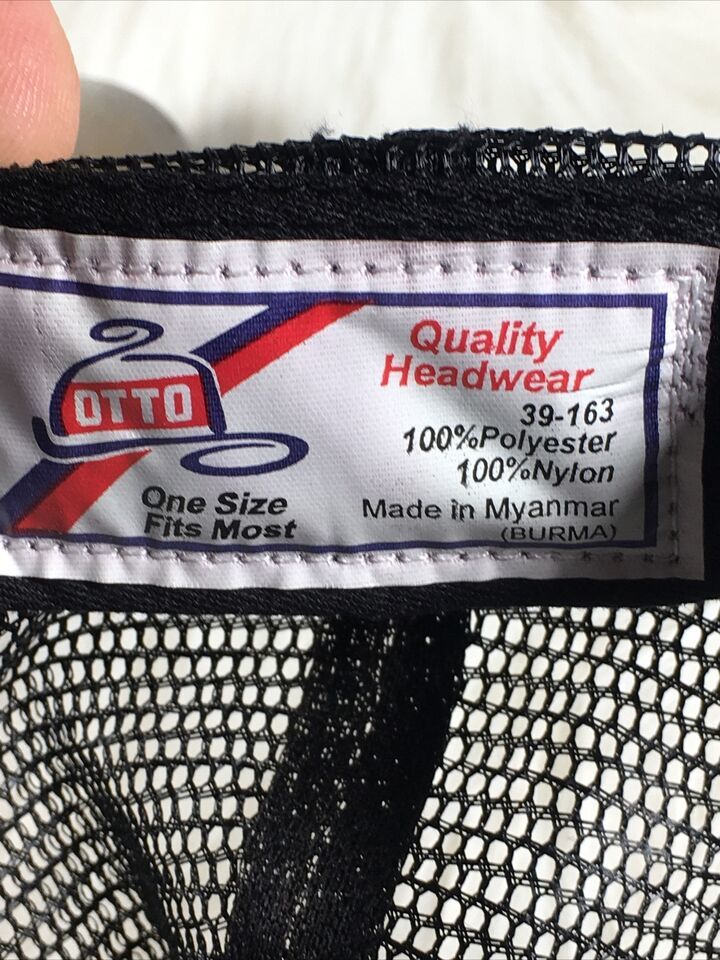 OTTO
One Size
Fits Most
Quality
Headwear
39-163
100%Polyester
100%Nylon
Made in Myanmar
(BURMA)